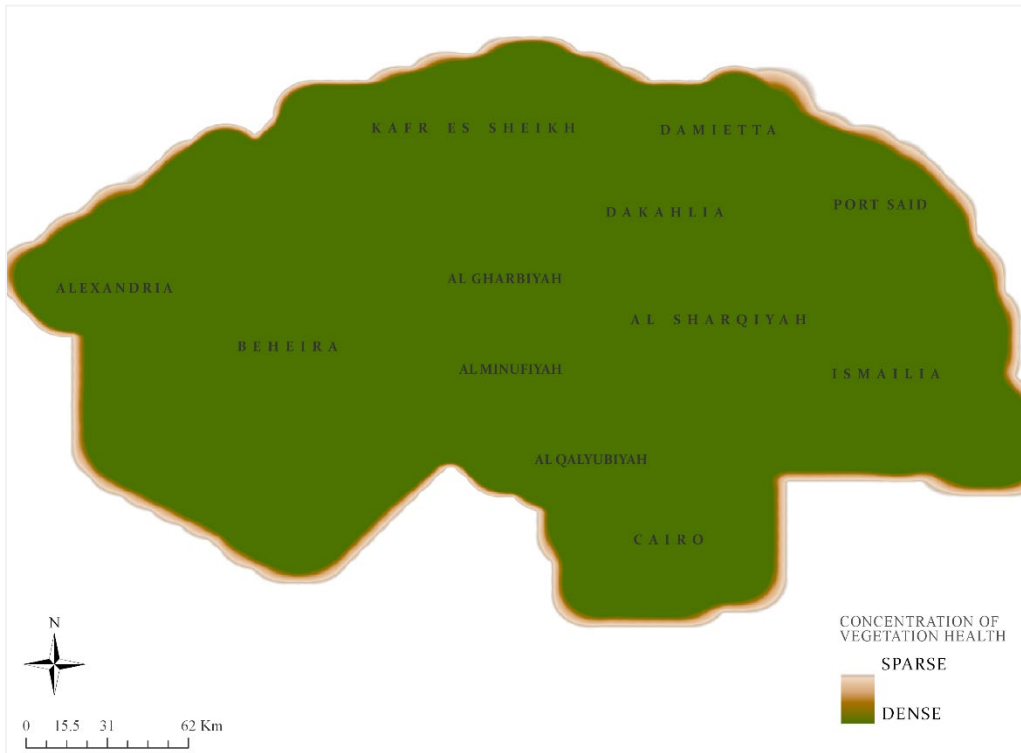 KAFR ES SHEIKH
DAMIETTA
DAKAHLIA
PORT SAID
AL GHARBIYAH
ALEXANDRIA
AL SHARQIYAH
BEHEIRA
AL MINUFIYAH
ISMAILIA
AL QALYUBIYAH
CAIRO
N
0 15.5 31 62 Km
CONCENTRATION OF
VEGETATION HEALTH
SPARSE
DENSE